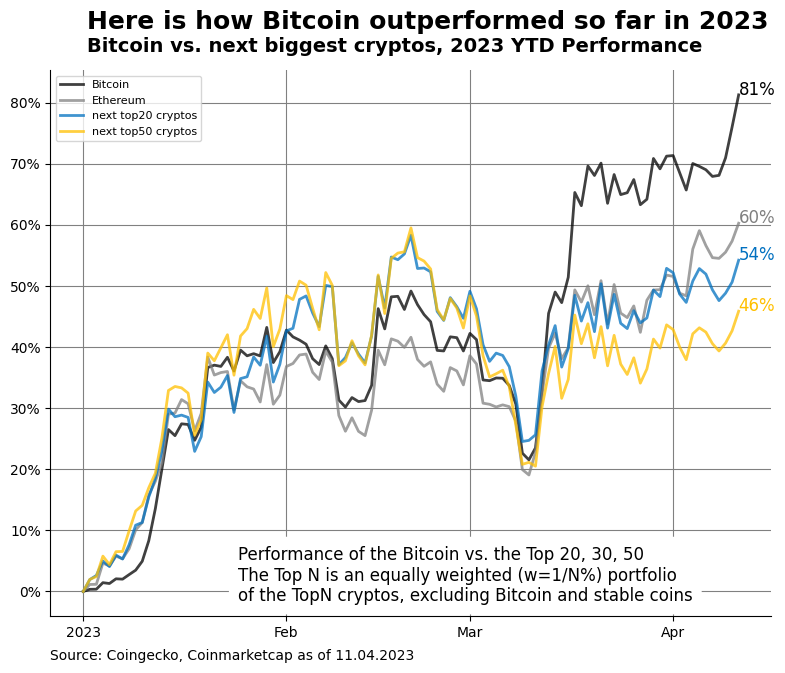 Here is how Bitcoin outperformed so far in 2023
Bitcoin vs. next biggest cryptos, 2023 YTD Performance
Bitcoin
Ethereum
next top20 cryptos
next top50 cryptos
80%
70%
60%
50%
40%
30%
20%
10%
0%
81%
60%
54%
46%
Performance of the Bitcoin vs. the Top 20, 30, 50
The Top N is an equally weighted (w=1/N%) portfolio
of the TopN cryptos, excluding Bitcoin and stable coins
2023 Feb Mar Apr
Source: Coingecko, Coinmarketcap as of 11.04.2023